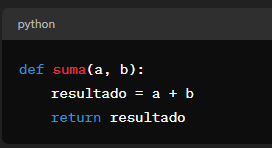 python
def suma(a, b):
    resultado = a + b
    return resultado